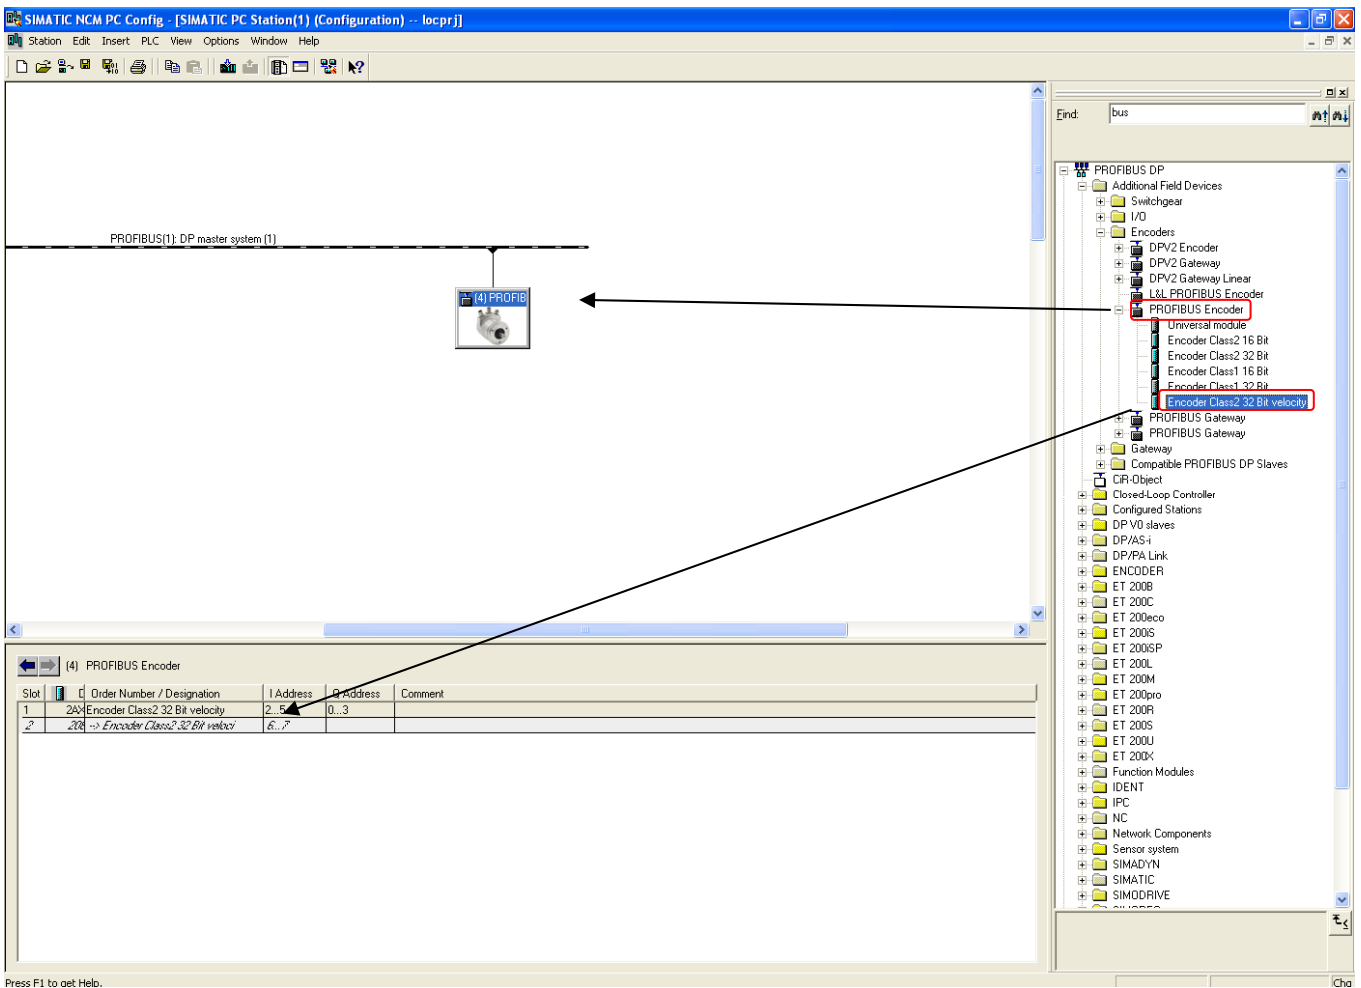 SIMATIC NCM PC Config - [SIMATIC PC Station(1) (Configuration) -- locprj]
Station Edit Insert PLC View Options Window Help
Find: bus
PROFIBUS DP
Additional Field Devices
Switchgear
I/O
Encoders
DPV2 Encoder
DPV2 Gateway
DPV2 Gateway Linear
L&L PROFIBUS Encoder
PROFIBUS Encoder
Universal module
Encoder Class2 16 Bit
Encoder Class2 32 Bit
Encoder Class1 16 Bit
Encoder Class1 32 Bit
Encoder Class2 32 Bit velocity
PROFIBUS Gateway
PROFIBUS Gateway
Gateway
Compatible PROFIBUS DP Slaves
CiR-Object
Closed-Loop Controller
Configured Stations
DP V0 slaves
DP/AS-i
DP/PA Link
ENCODER
ET 200B
ET 200C
ET 200eco
ET 200iS
ET 200iSP
ET 200L
ET 200M
ET 200pro
ET 200R
ET 200S
ET 200U
ET 200X
Function Modules
IDENT
IPC
NC
Network Components
Sensor system
SIMADYN
SIMATIC
SIMODRIVE
PROFIBUS(1): DP master system (1)
(4) PROFIB
(4) PROFIBUS Encoder
Slot D Order Number / Designation I Address Q Address Comment
1 2AX Encoder Class2 32 Bit velocity 2...5 0...3
2 208 --> Encoder Class2 32 Bit veloci 6...7
Press F1 to get Help.
Chg